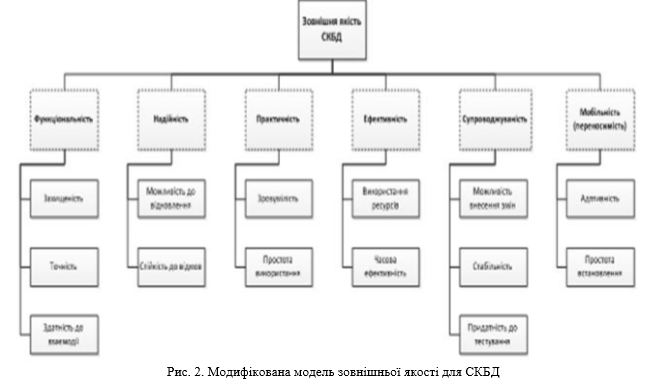 Зовнішня якість
СКБД
Функціональність
Надійність
Практичність
Ефективність
Супроводжуваність
Мобільність
(переносимість)
Захищеність
Можливість до
відновлення
Зрозумілість
Використання
ресурсів
Можливість
внесення змін
Адптивність
Точність
Стійкість до відмов
Простота
використання
Часова
ефективність
Стабільність
Простота
встановлення
Здатність до
взаємодії
Придатність до
тестування
Рис. 2. Модифікована модель зовнішньої якості для СКБД